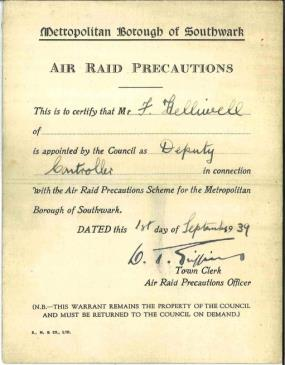 Metropolitan Borough of Southwark
AIR RAID PRECAUTIONS
This is to certify that Mr F. Helliwell
of
is appointed by the Council as Deputy
Controller in connection
with the Air Raid Precautions Scheme for the Metropolitan
Borough of Southwark.
DATED this 1st day of September 1939
D. T. Griffiths
Town Clerk
Air Raid Precautions Officer
(N.B.—THIS WARRANT REMAINS THE PROPERTY OF THE COUNCIL
AND MUST BE RETURNED TO THE COUNCIL ON DEMAND.)